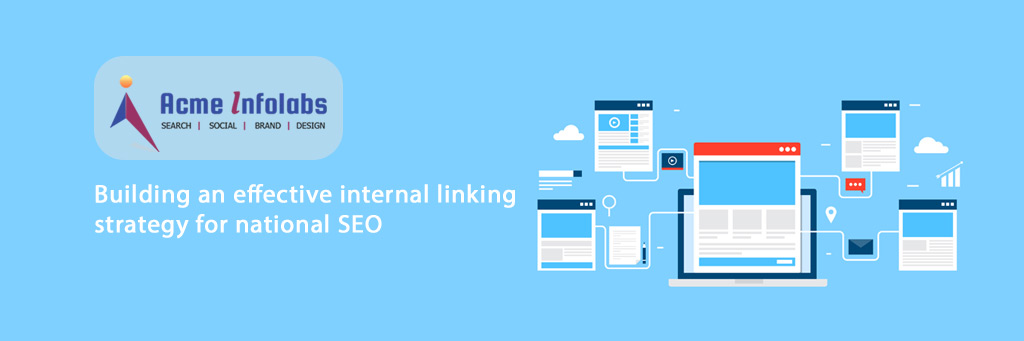 Acme Infolabs
SEARCH | SOCIAL | BRAND | DESIGN
Building an effective internal linking
strategy for national SEO